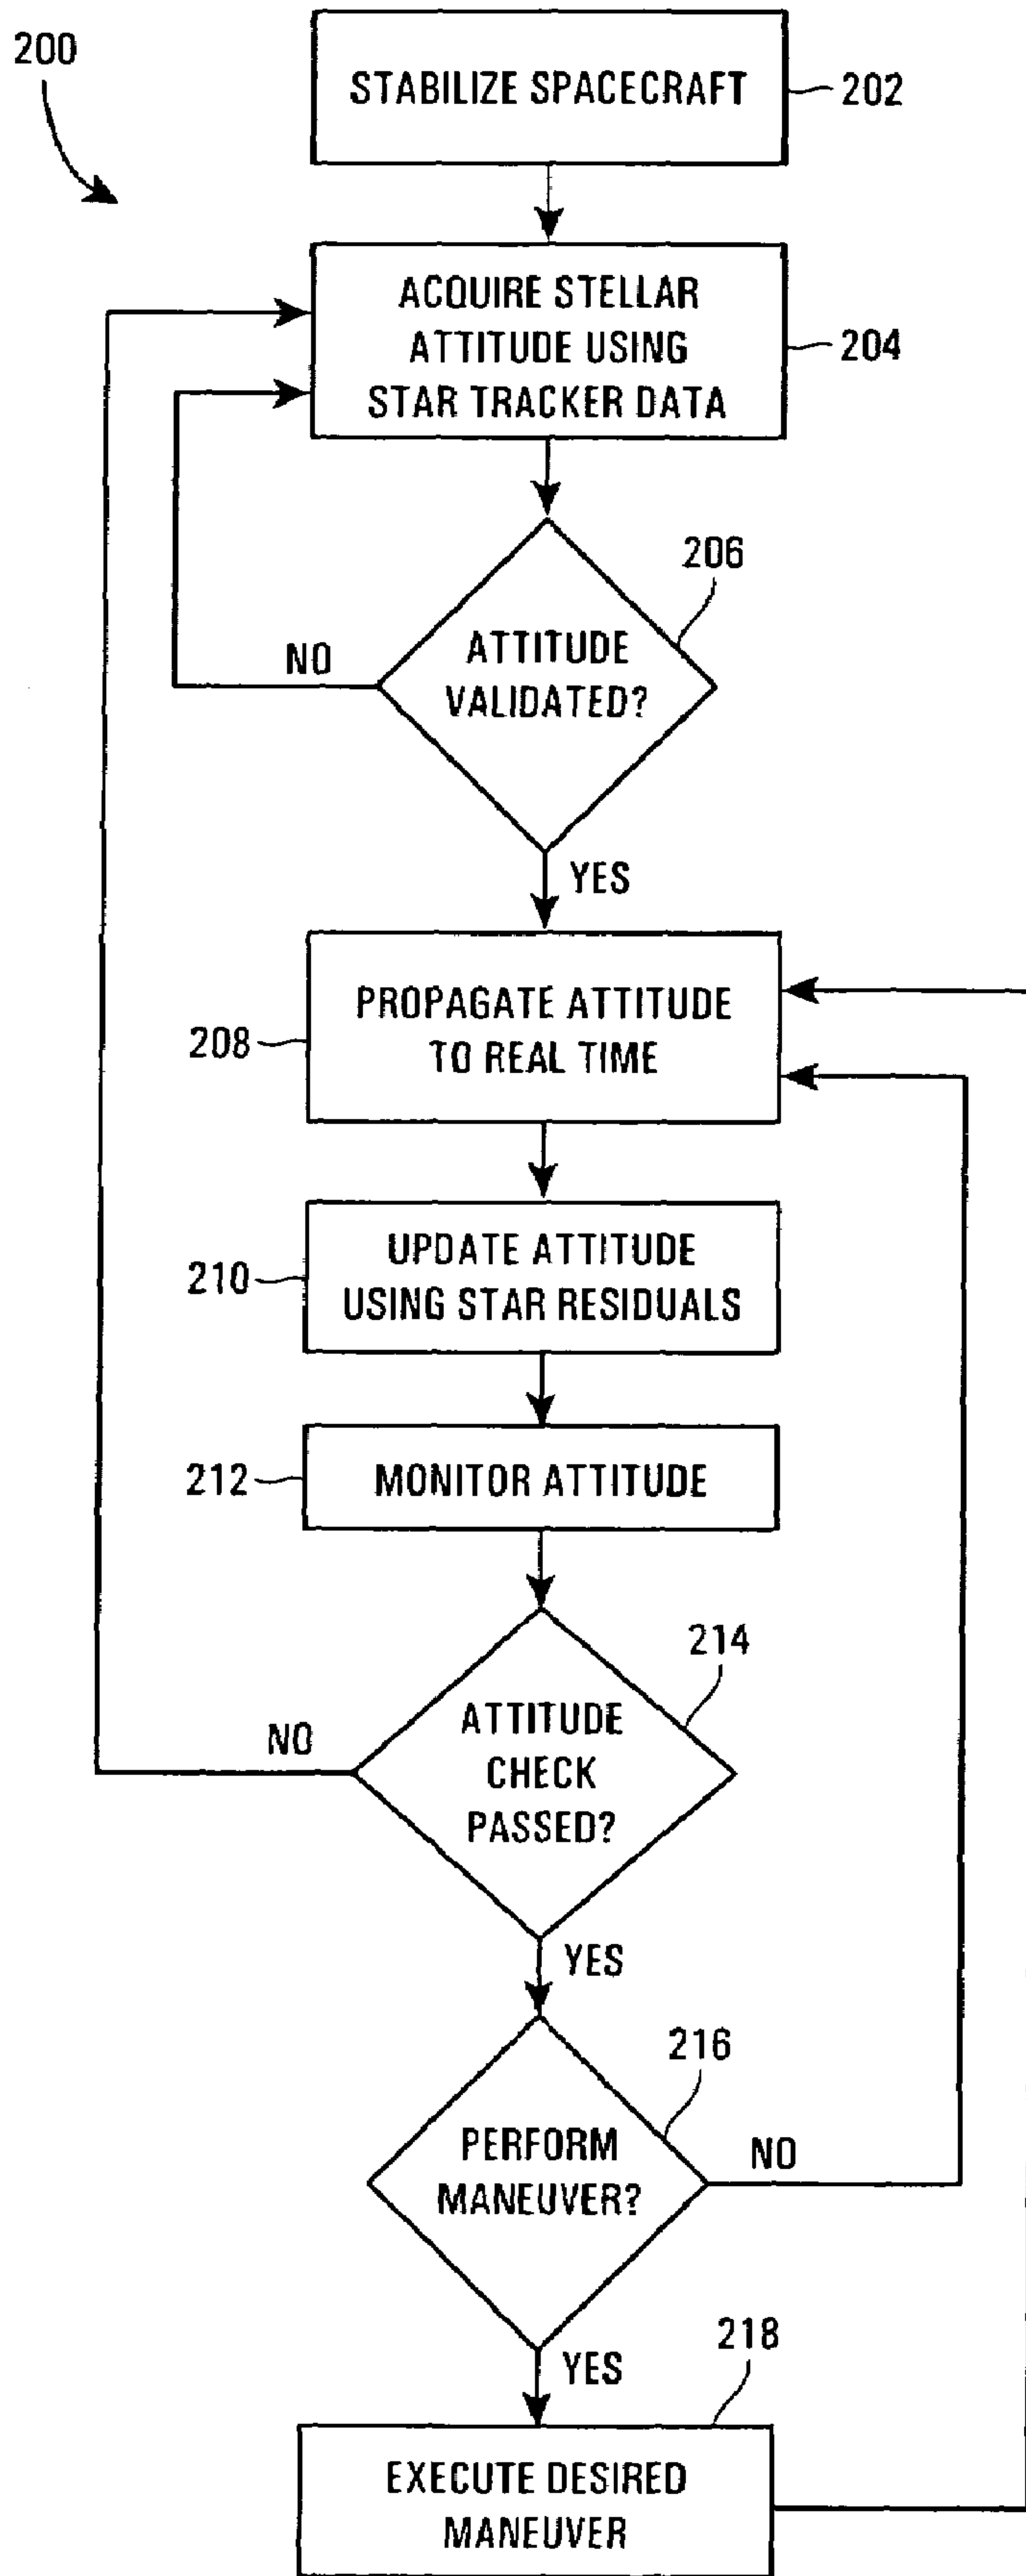 200
STABILIZE SPACECRAFT
202
ACQUIRE STELLAR
ATTITUDE USING
STAR TRACKER DATA
204
206
ATTITUDE
VALIDATED?
NO
YES
PROPAGATE ATTITUDE
TO REAL TIME
208
UPDATE ATTITUDE
USING STAR RESIDUALS
210
212
MONITOR ATTITUDE
214
ATTITUDE
CHECK
PASSED?
NO
YES
216
PERFORM
MANEUVER?
NO
YES
218
EXECUTE DESIRED
MANEUVER